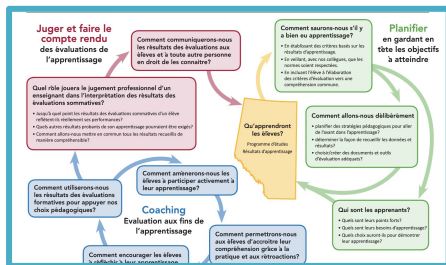 Juger et faire le
compte rendu
des évaluations de
l'apprentissage
Comment communiquerons-nous
les résultats des évaluations aux
élèves et à toute autre personne
en droit de les connaître?
Quel rôle jouera le jugement professionnel d'un
enseignant dans l'interprétation des résultats des
évaluations sommatives?
• Jusqu'à quel point les résultats des évaluations sommatives d'un élève
reflètent-ils réellement ses performances?
• Quels autres résultats probants de son apprentissage pourraient être exigés?
• Comment allons-nous mettre en commun tous les résultats recueillis de
manière compréhensible?
Comment saurons-nous s'il y
a bien eu apprentissage?
• En établissant des critères basés sur les
résultats d'apprentissage.
• En veillant, avec nos collègues, que les
normes soient respectées.
• En incluant l'élève à l'élaboration
des critères d'évaluation vers une
compréhension commune.
Planifier
en gardant en
tête les objectifs
à atteindre
Qu'apprendront
les élèves?
Programme d'études
Résultats d'apprentissage
Comment allons-nous délibérément
• planifier des stratégies pédagogiques pour aller
de l'avant dans l'apprentissage?
• déterminer la façon de recueillir les données et
résultats?
• choisir/créer des documents et outils
d'évaluation adéquats?
Qui sont les apprenants?
• Quels sont leurs points forts?
• Quels sont leurs besoins d'apprentissage?
• Quels choix auront-ils pour démontrer
leur apprentissage?
Comment utiliserons-nous
les résultats des évaluations
formatives pour appuyer nos
choix pédagogiques?
Comment amènerons-nous les
élèves à participer activement à
leur apprentissage?
Coaching
Évaluation aux fins de
l'apprentissage
Comment permettrons-nous
aux élèves d'accroître leur
compréhension grâce à la
pratique et aux rétroactions?
Comment encourager les élèves
à réfléchir à leur apprentissage